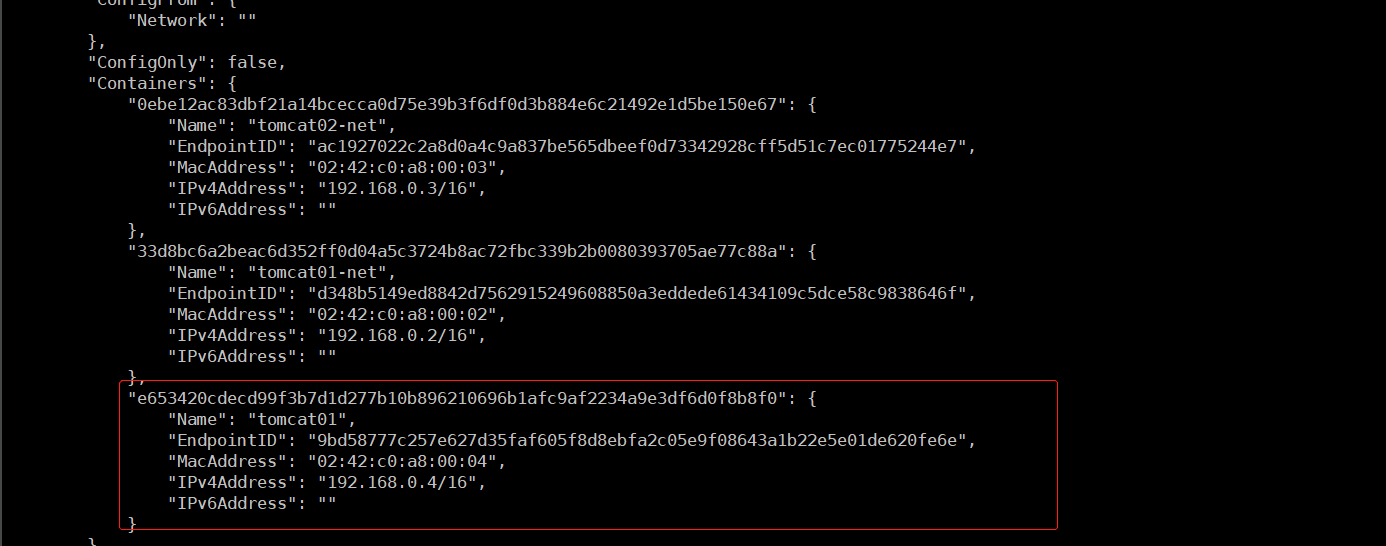 "ConfigFrom": {
"Network": ""
},
"ConfigOnly": false,
"Containers": {
"0ebe12ac83dbf21a14bcecca0d75e39b3f6df0d3b884e6c21492e1d5be150e67": {
"Name": "tomcat02-net",
"EndpointID": "ac1927022c2a8d0a4c9a837be565dbeef0d73342928cff5d51c7ec01775244e7",
"MacAddress": "02:42:c0:a8:00:03",
"IPv4Address": "192.168.0.3/16",
"IPv6Address": ""
},
"33d8bc6a2beac6d352ff0d04a5c3724b8ac72fbc339b2b0080393705ae77c88a": {
"Name": "tomcat01-net",
"EndpointID": "d348b5149ed8842d7562915249608850a3eddede61434109c5dce58c9838646f",
"MacAddress": "02:42:c0:a8:00:02",
"IPv4Address": "192.168.0.2/16",
"IPv6Address": ""
},
"e653420cdecd99f3b7d1d277b10b896210696b1afc9af2234a9e3df6d0f8b8f0": {
"Name": "tomcat01",
"EndpointID": "9bd58777c257e627d35faf605f8d8ebfa2c05e9f08643a1b22e5e01de620fe6e",
"MacAddress": "02:42:c0:a8:00:04",
"IPv4Address": "192.168.0.4/16",
"IPv6Address": ""
}
}